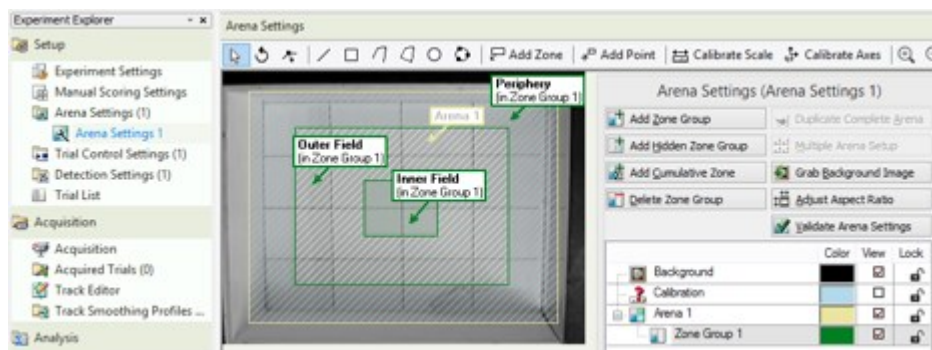 Experiment Explorer
Setup
Experiment Settings
Manual Scoring Settings
Arena Settings (1)
Arena Settings 1
Trial Control Settings (1)
Detection Settings (1)
Trial List
Acquisition
Acquisition
Acquired Trials (0)
Track Editor
Track Smoothing Profiles ...
Analysis
Arena Settings
Add Zone
Add Point
Calibrate Scale
Calibrate Axes
Periphery
(in Zone Group 1)
Arena 1
Outer Field
(in Zone Group 1)
Inner Field
(in Zone Group 1)
Arena Settings (Arena Settings 1)
Add Zone Group
Duplicate Complete Arena
Add Hidden Zone Group
Multiple Arena Setup
Add Cumulative Zone
Grab Background Image
Delete Zone Group
Adjust Aspect Ratio
Validate Arena Settings
Color View Lock
Background
Calibration
Arena 1
Zone Group 1